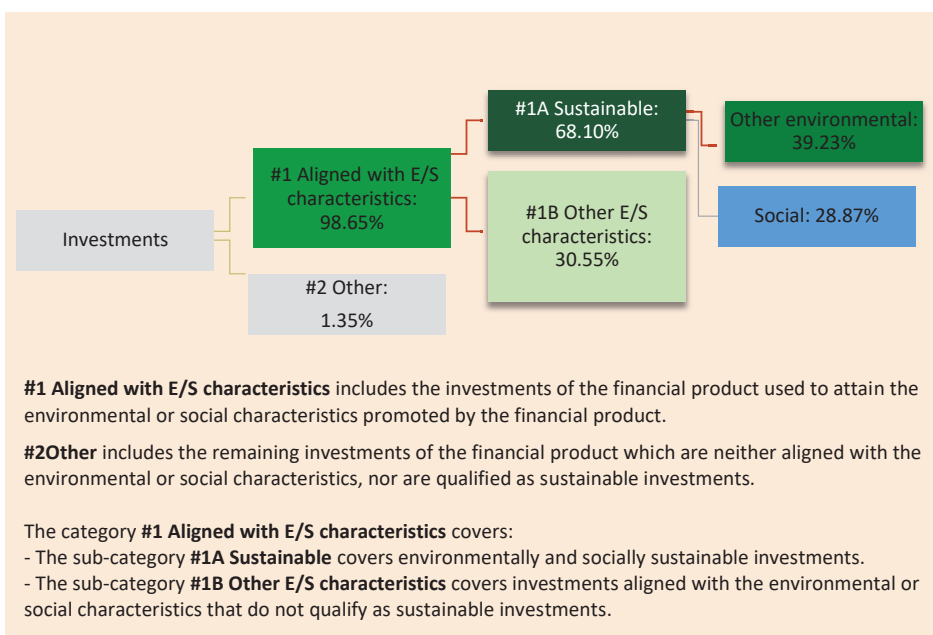 Investments
#1 Aligned with E/S
characteristics:
98.65%
#2 Other:
1.35%
#1A Sustainable:
68.10%
#1B Other E/S
characteristics:
30.55%
Other environmental:
39.23%
Social: 28.87%
#1 Aligned with E/S characteristics includes the investments of the financial product used to attain the
environmental or social characteristics promoted by the financial product.
#2Other includes the remaining investments of the financial product which are neither aligned with the
environmental or social characteristics, nor are qualified as sustainable investments.
The category #1 Aligned with E/S characteristics covers:
- The sub-category #1A Sustainable covers environmentally and socially sustainable investments.
- The sub-category #1B Other E/S characteristics covers investments aligned with the environmental or
social characteristics that do not qualify as sustainable investments.